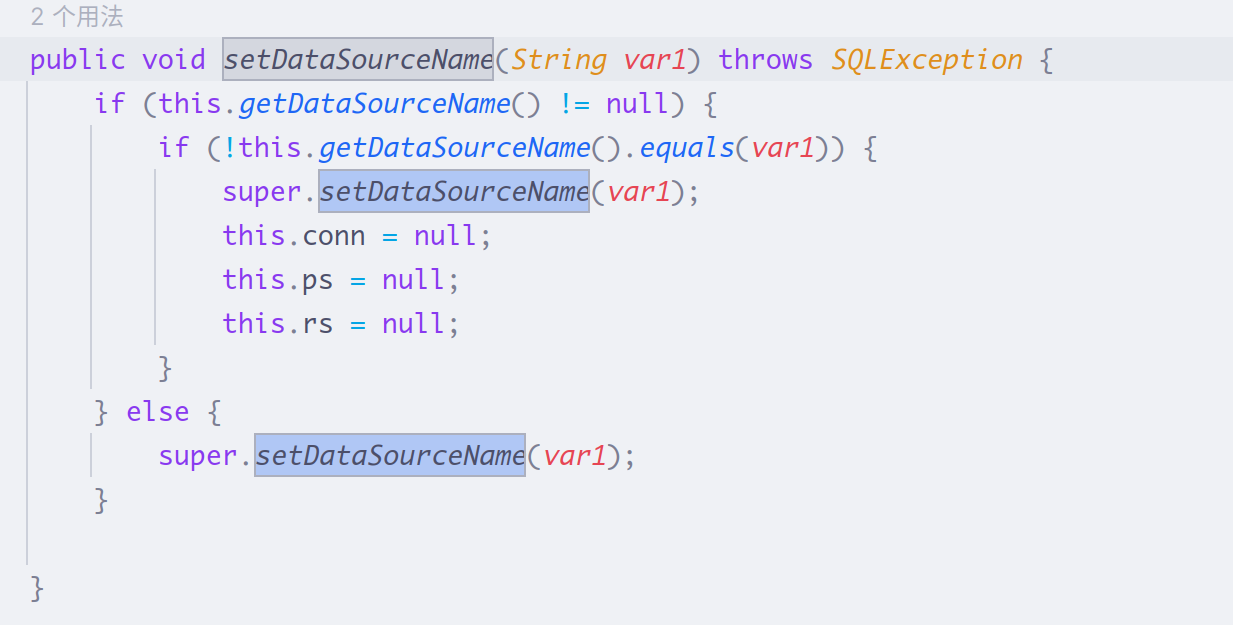 2 个用法
public void setDataSourceName(String var1) throws SQLException {
    if (this.getDataSourceName() != null) {
        if (!this.getDataSourceName().equals(var1)) {
            super.setDataSourceName(var1);
            this.conn = null;
            this.ps = null;
            this.rs = null;
        }
    } else {
        super.setDataSourceName(var1);
    }
}